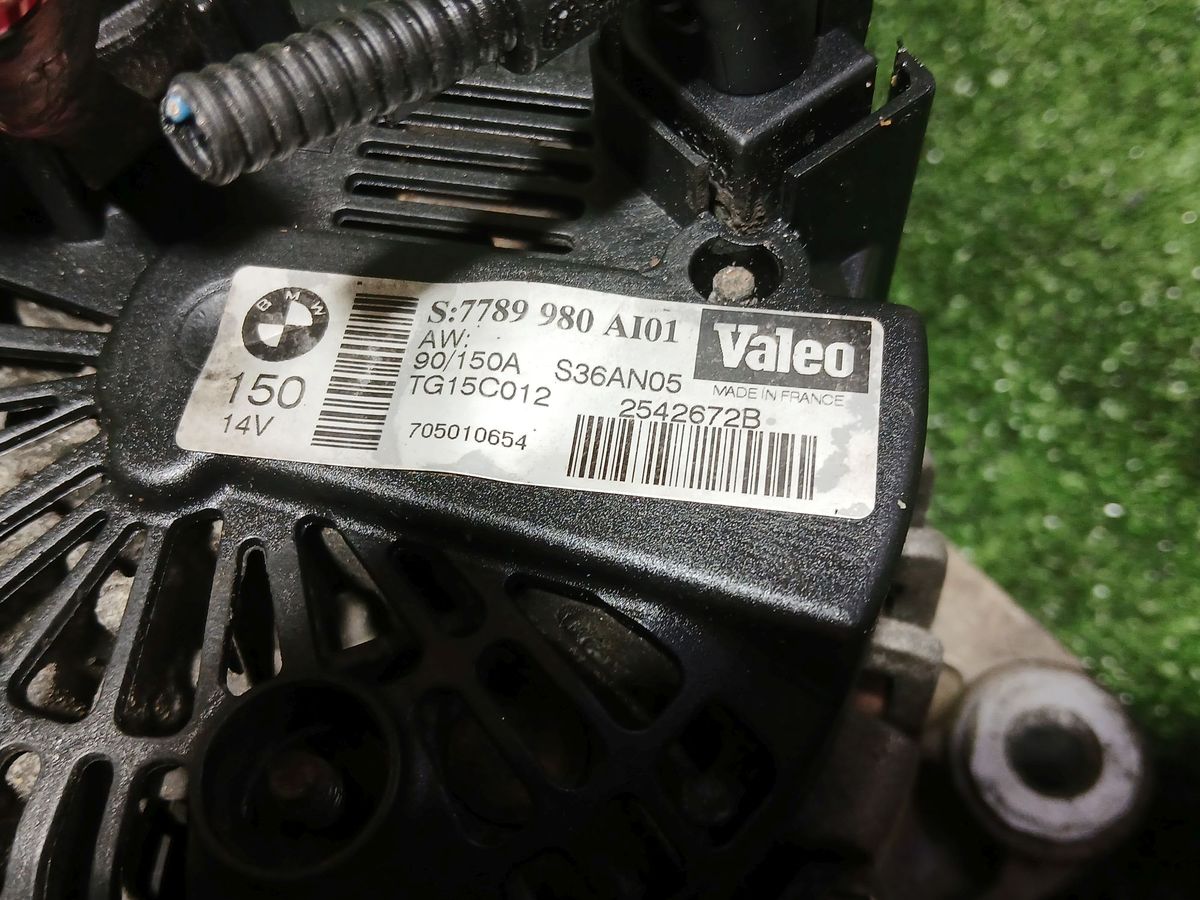 BMW
150
14V
S:7789 980 AI01
AW:
90/150A S36AN05
TG15C012
2542672B
705010654
Valeo
MADE IN FRANCE